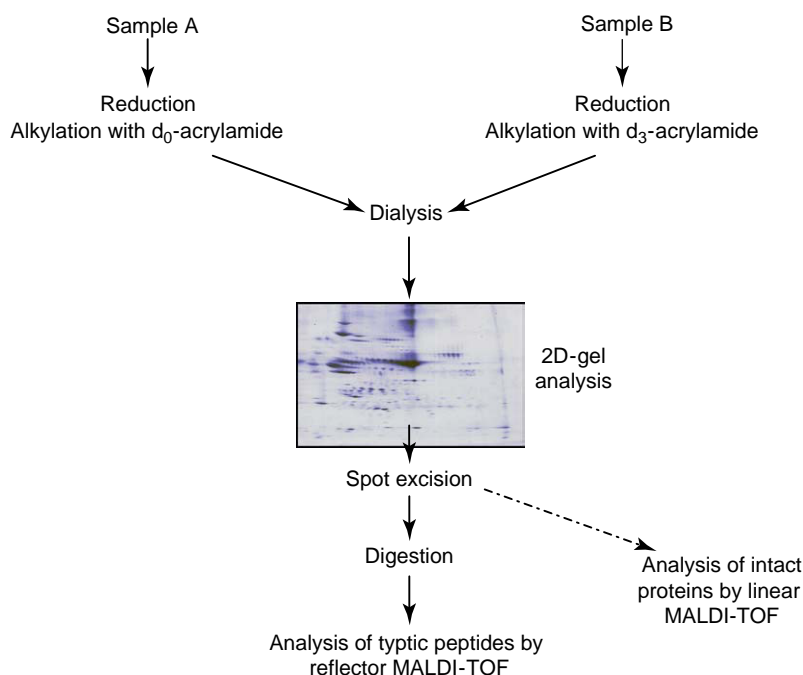 Sample A
Sample B
Reduction
Alkylation with d₀-acrylamide
Reduction
Alkylation with d₃-acrylamide
Dialysis
2D-gel
analysis
Spot excision
Digestion
Analysis of intact
proteins by linear
MALDI-TOF
Analysis of typtic peptides by
reflector MALDI-TOF